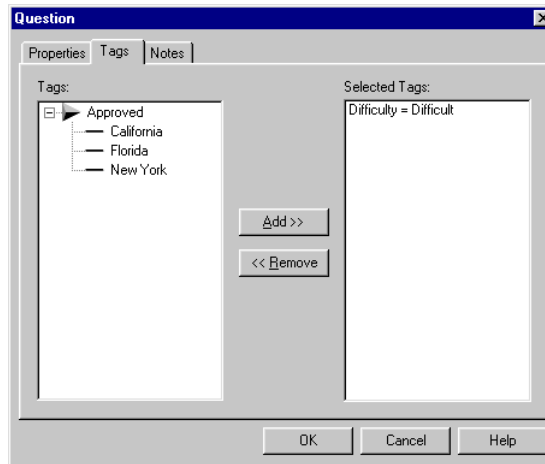 Question
Properties Tags Notes
Tags: Selected Tags:
Approved
California
Florida
New York
Difficulty = Difficult
Add >>
<< Remove
OK Cancel Help